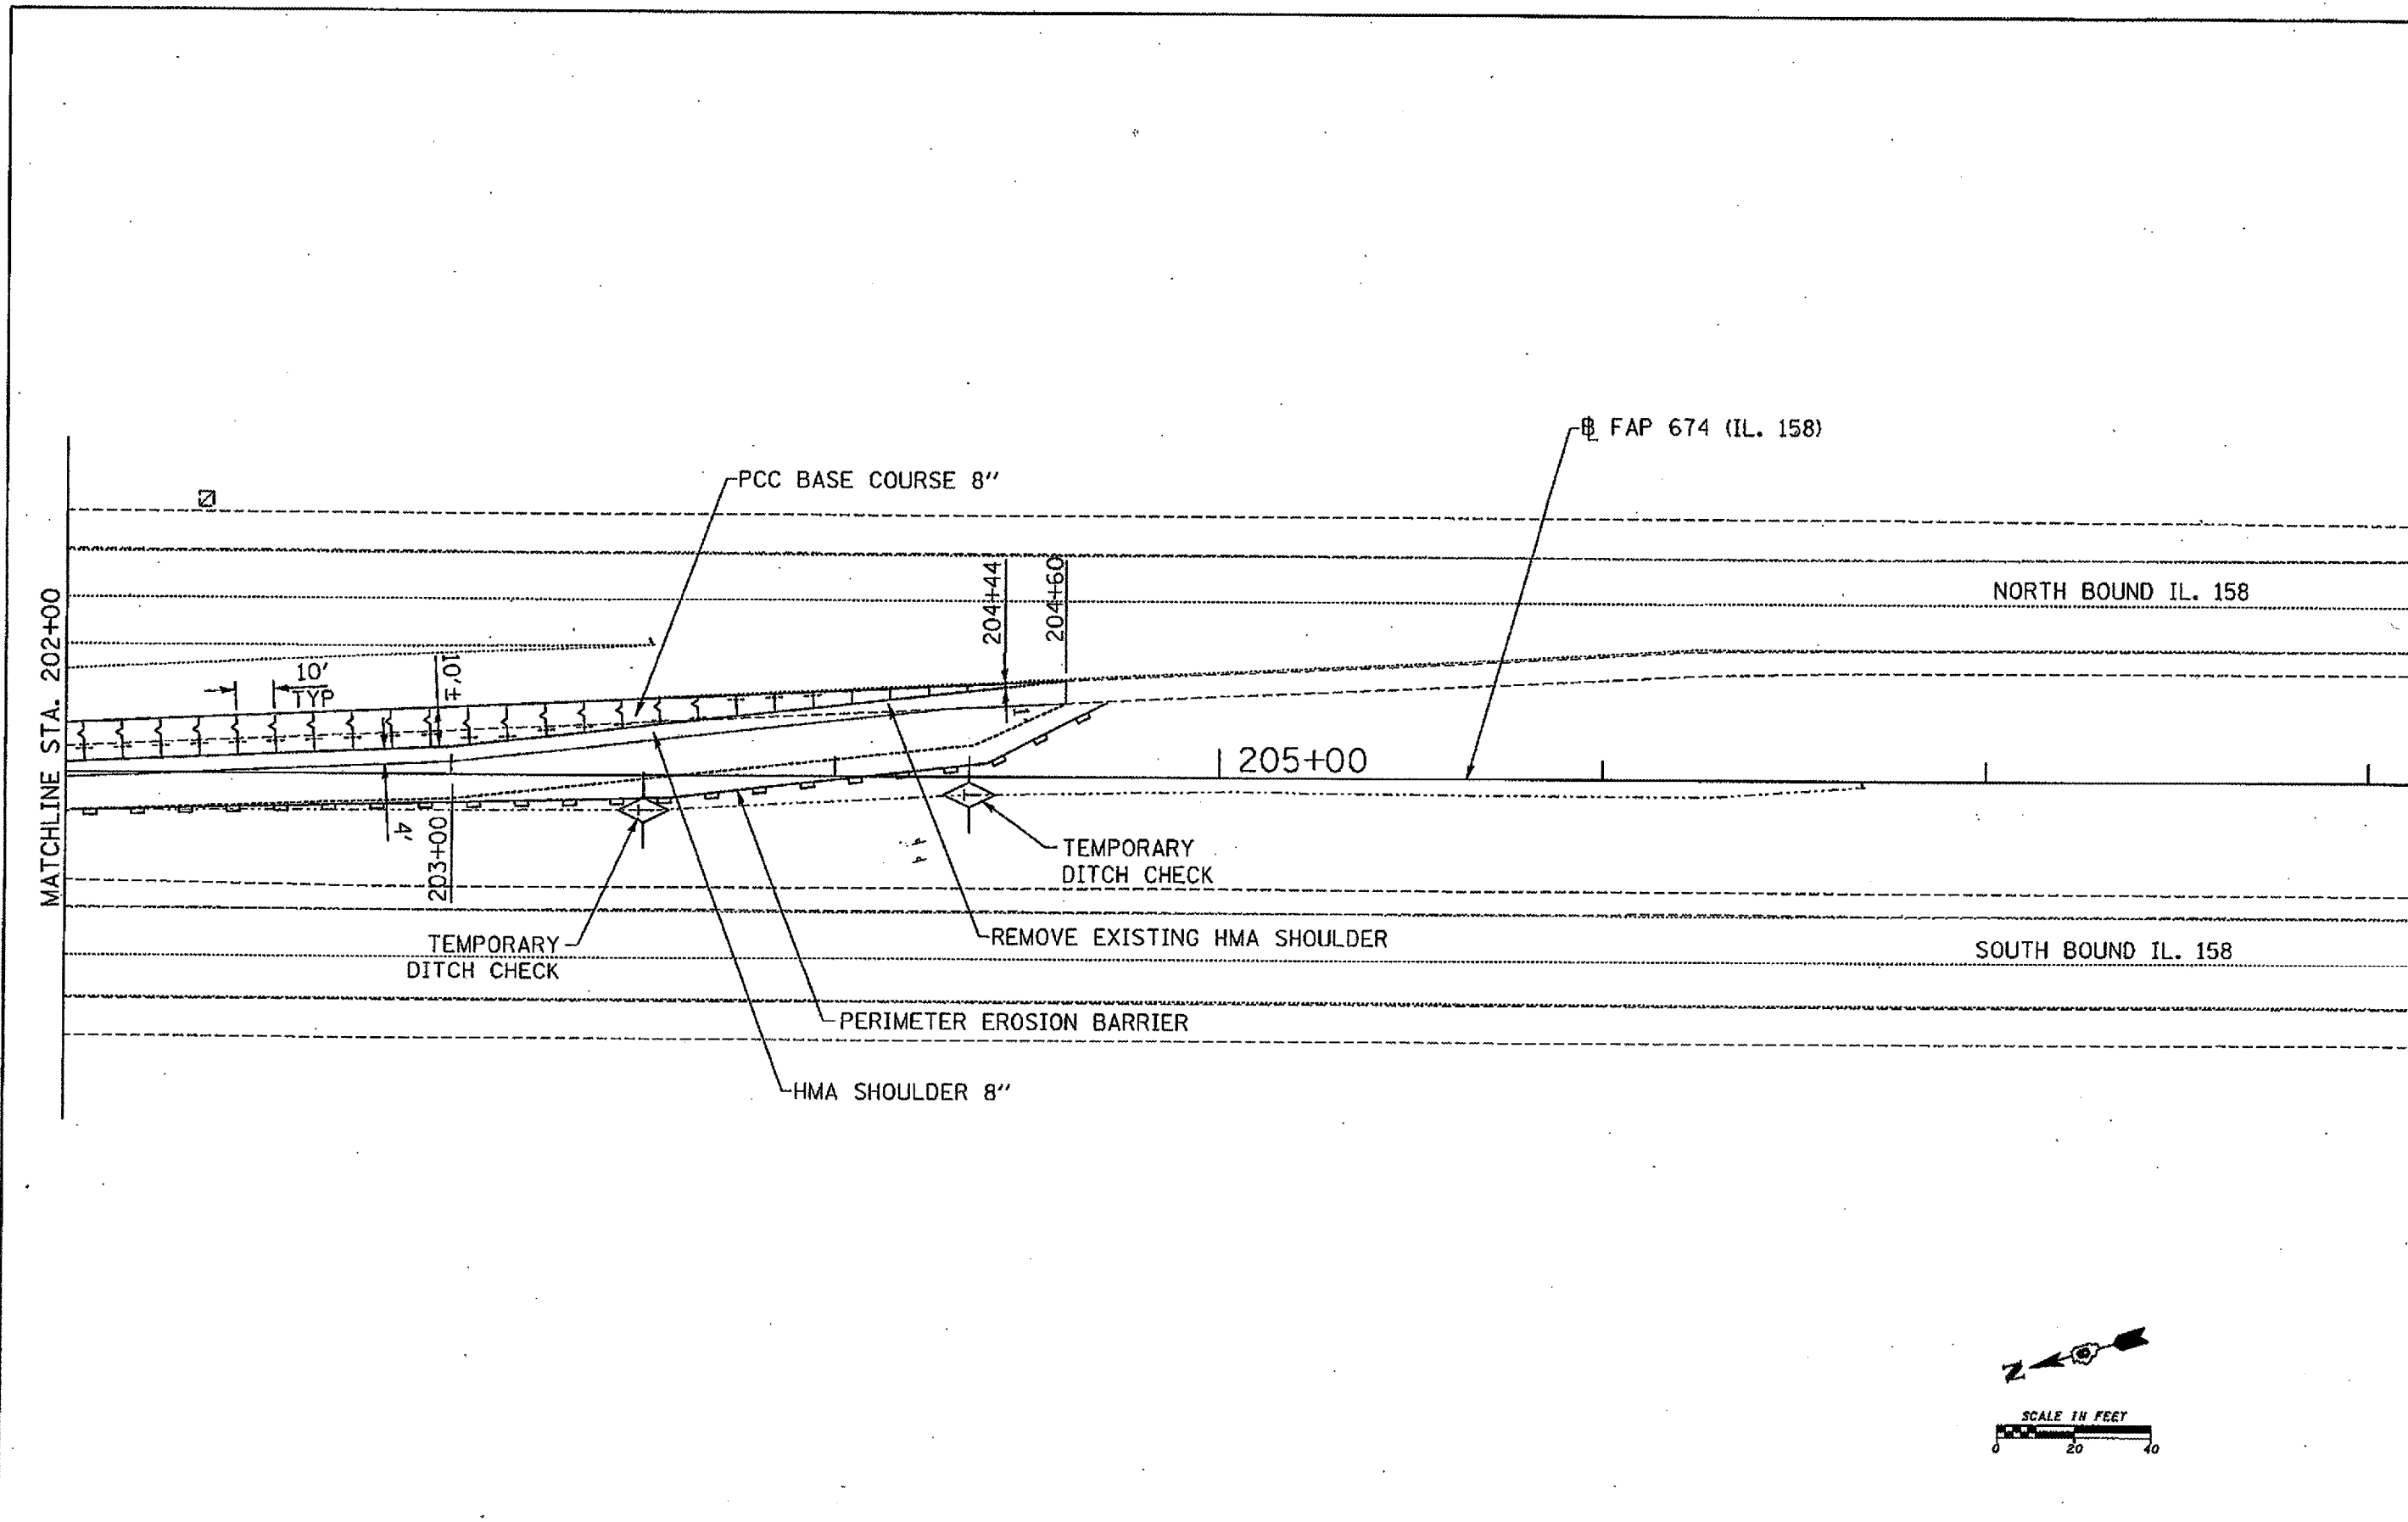 ℄ FAP 674 (IL. 158)
PCC BASE COURSE 8"
NORTH BOUND IL. 158
204+44
204+60
MATCHLINE STA. 202+00
10'
TYP
10'±
1'
205+00
4'
203+00
TEMPORARY
DITCH CHECK
TEMPORARY
DITCH CHECK
REMOVE EXISTING HMA SHOULDER
SOUTH BOUND IL. 158
PERIMETER EROSION BARRIER
HMA SHOULDER 8"
N
SCALE IN FEET
0 20 40